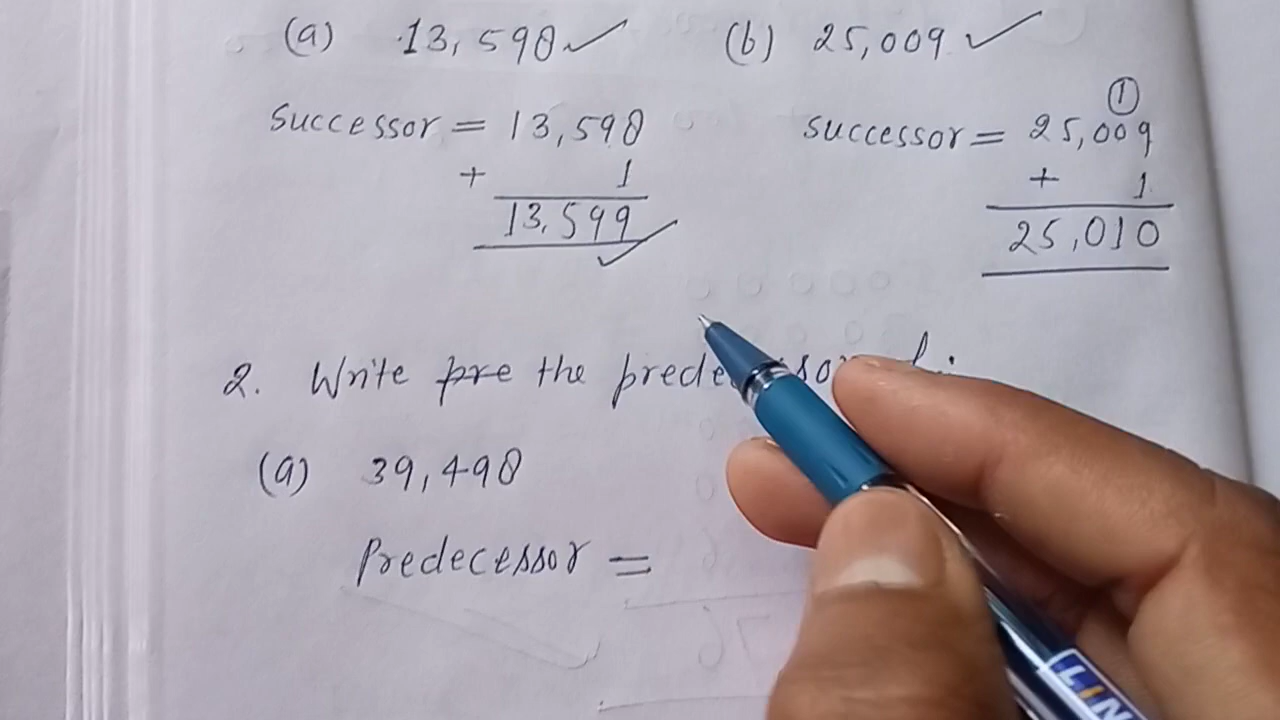 (a) 13,598 (b) 25,009
Successor = 13,598
+ 1
13,599
1
successor = 25,009
+ 1
25,010
2. Write pre the
(a) 39,498
Predecessor =
LIN